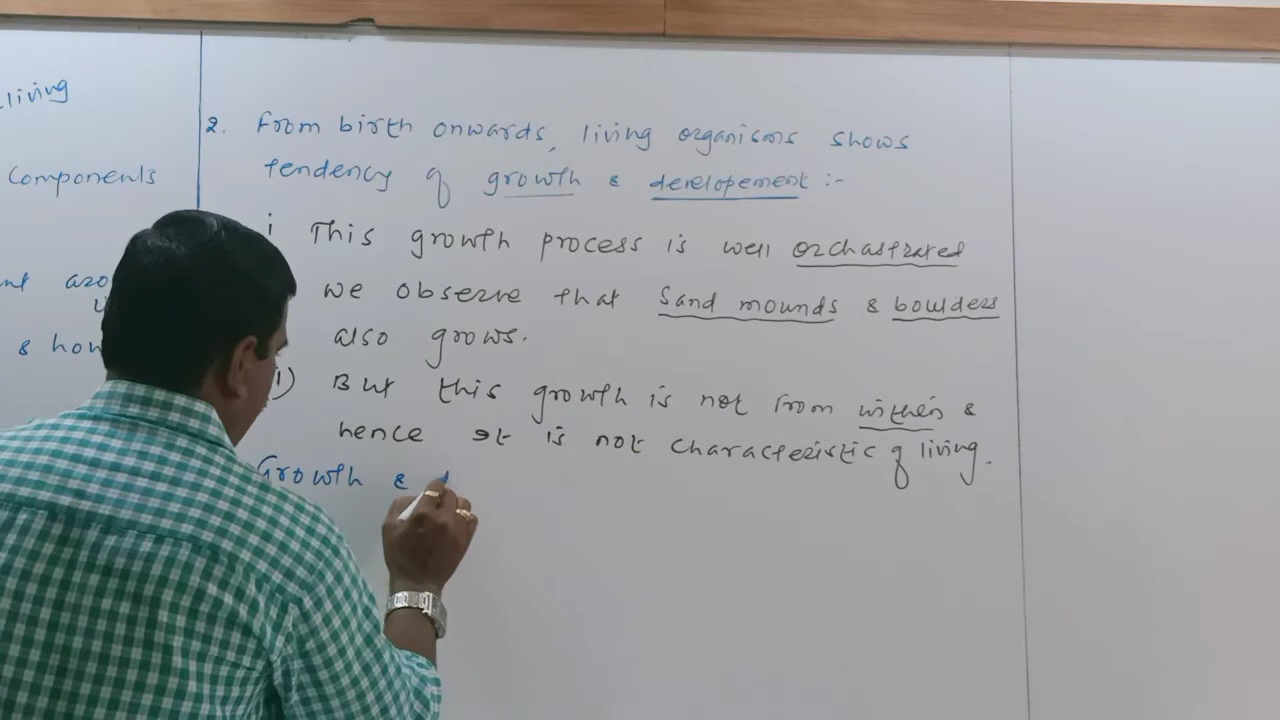 living
components
& how
2. From birth onwards, living organisms shows
tendency of growth & developement :-
i This growth process is well orchastrated
we observe that sand mounds & boulders
also grows.
i) But this growth is not from within &
hence It is not characteristic of living.
Growth &